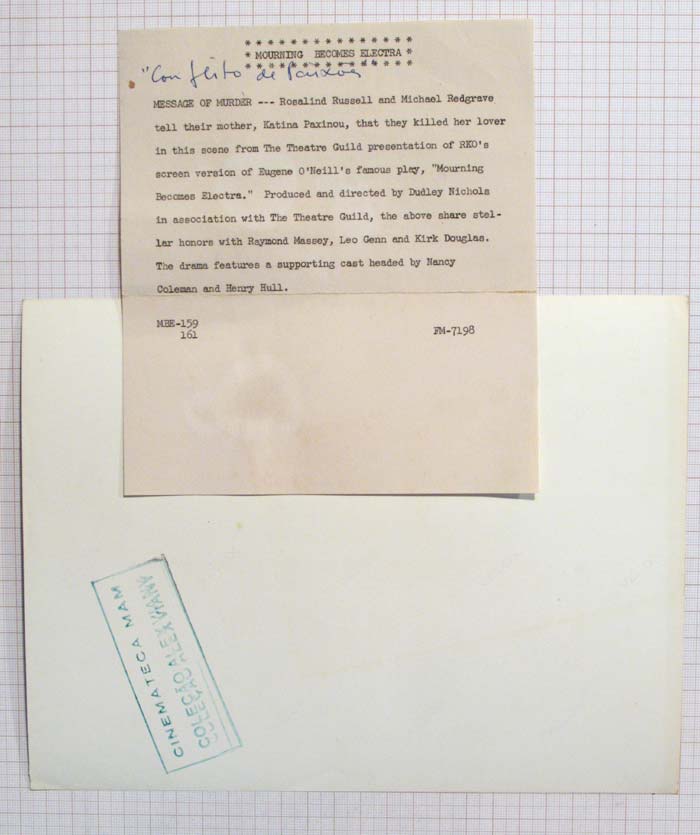 * * * * * * * * * * * * * *
* MOURNING BECOMES ELECTRA *
* * * * * * * * * * * * * *
"Conflito de Paixões"
MESSAGE OF MURDER --- Rosalind Russell and Michael Redgrave
tell their mother, Katina Paxinou, that they killed her lover
in this scene from The Theatre Guild presentation of RKO's
screen version of Eugene O'Neill's famous play, "Mourning
Becomes Electra." Produced and directed by Dudley Nichols
in association with The Theatre Guild, the above share stel-
lar honors with Raymond Massey, Leo Genn and Kirk Douglas.
The drama features a supporting cast headed by Nancy
Coleman and Henry Hull.
MBE-159
161
FM-7198
CINEMATECA MAM
COLEÇÃO ALEX VIANY